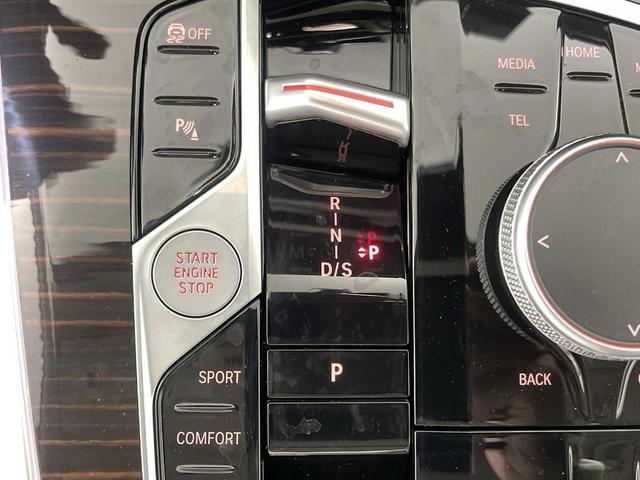 OFF
P
START
ENGINE
STOP
SPORT
COMFORT
R
N
D/S
P
P
MEDIA
HOME
TEL
BACK